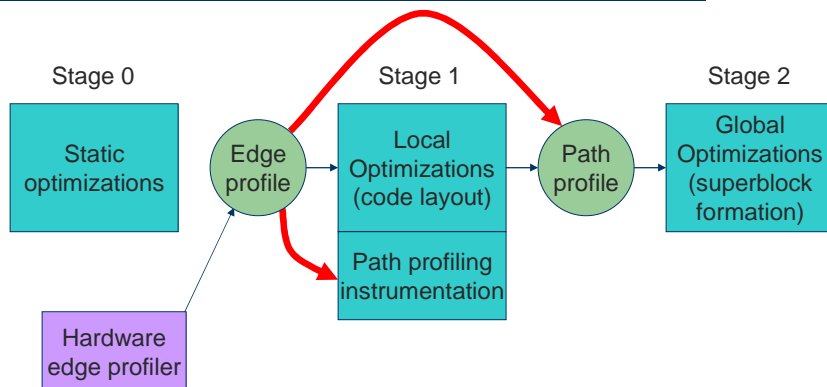 Stage 0
Stage 1
Stage 2
Static
optimizations
Edge
profile
Local
Optimizations
(code layout)
Path
profile
Global
Optimizations
(superblock
formation)
Path profiling
instrumentation
Hardware
edge profiler